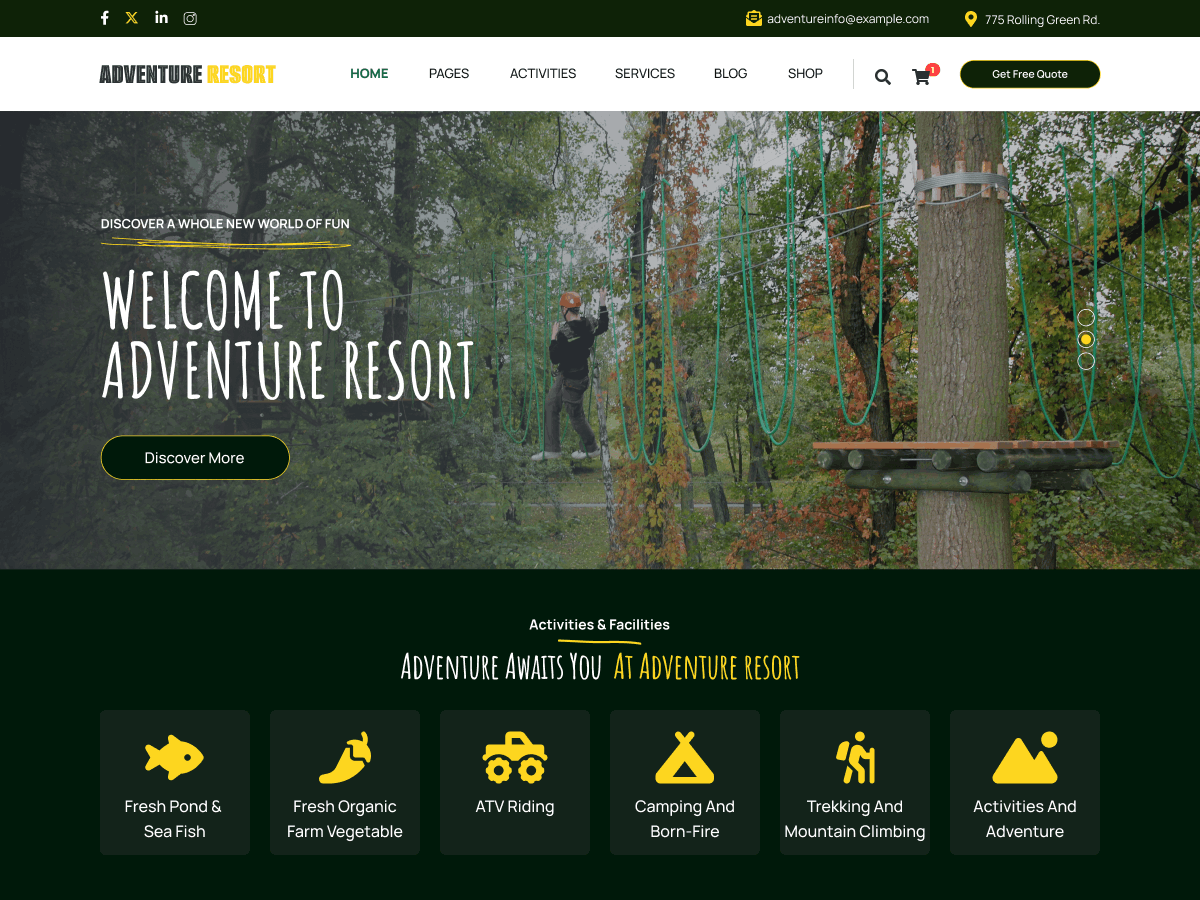 adventureinfo@example.com
775 Rolling Green Rd.
ADVENTURE RESORT
HOME
PAGES
ACTIVITIES
SERVICES
BLOG
SHOP
1
Get Free Quote
DISCOVER A WHOLE NEW WORLD OF FUN
WELCOME TO
ADVENTURE RESORT
Discover More
Activities & Facilities
Adventure Awaits You At Adventure resort
Fresh Pond &
Sea Fish
Fresh Organic
Farm Vegetable
ATV Riding
Camping And
Born-Fire
Trekking And
Mountain Climbing
Activities And
Adventure